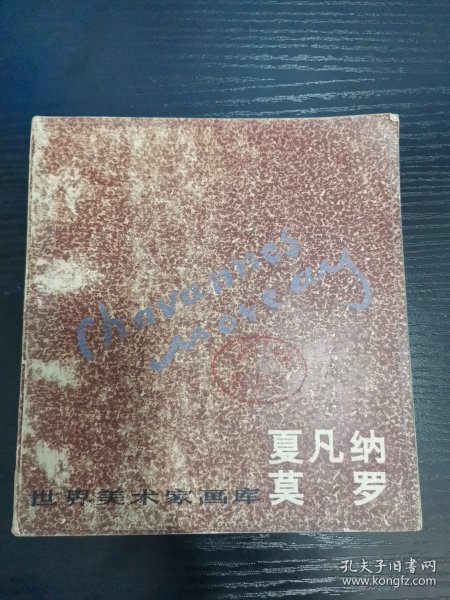 Chavannes
Moreau
夏凡纳
莫罗
世界美术家画库
孔夫子旧书网
www.kongfz.com